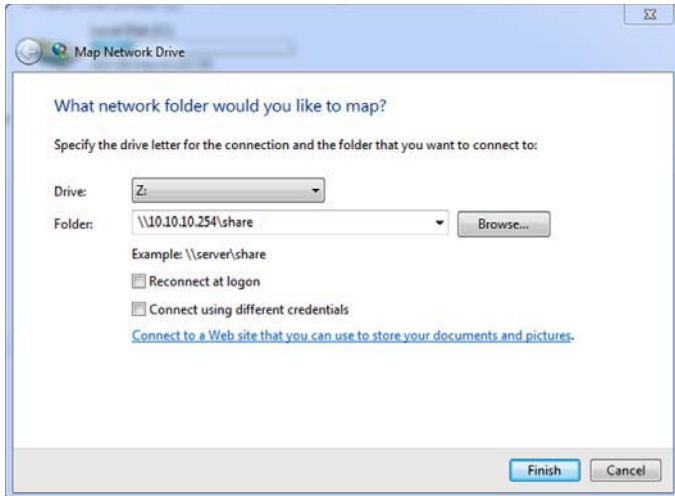 Map Network Drive
What network folder would you like to map?
Specify the drive letter for the connection and the folder that you want to connect to:
Drive: Z:
Folder: \\10.10.10.254\share Browse...
Example: \\server\share
Reconnect at logon
Connect using different credentials
Connect to a Web site that you can use to store your documents and pictures.
Finish Cancel